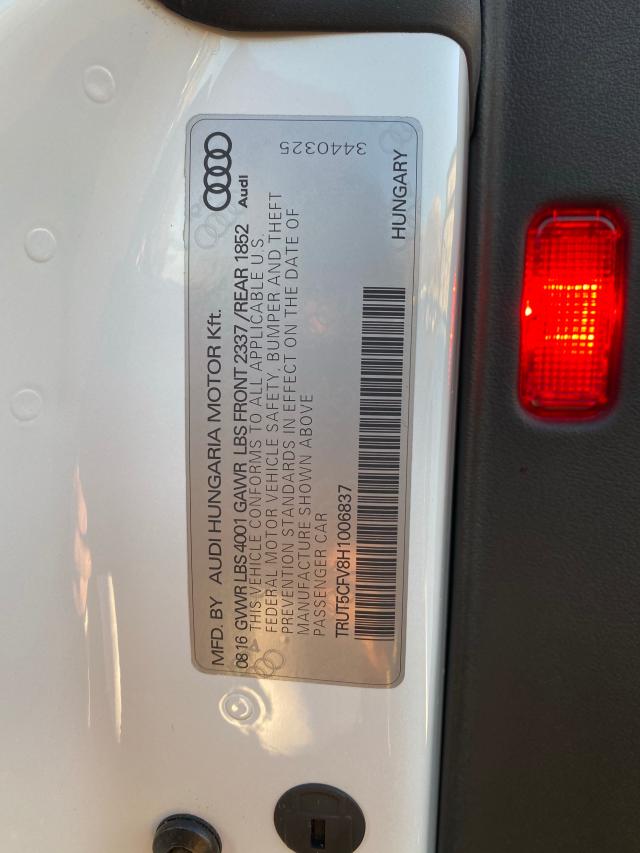 MFD. BY AUDI HUNGARIA MOTOR Kft.
Audi
0816 GVWR LBS 4001 GAWR LBS FRONT 2337/REAR 1852
THIS VEHICLE CONFORMS TO ALL APPLICABLE U.S.
FEDERAL MOTOR VEHICLE SAFETY, BUMPER AND THEFT
PREVENTION STANDARDS IN EFFECT ON THE DATE OF
MANUFACTURE SHOWN ABOVE
PASSENGER CAR
3440325
TRUT5CFV8H1006837
HUNGARY